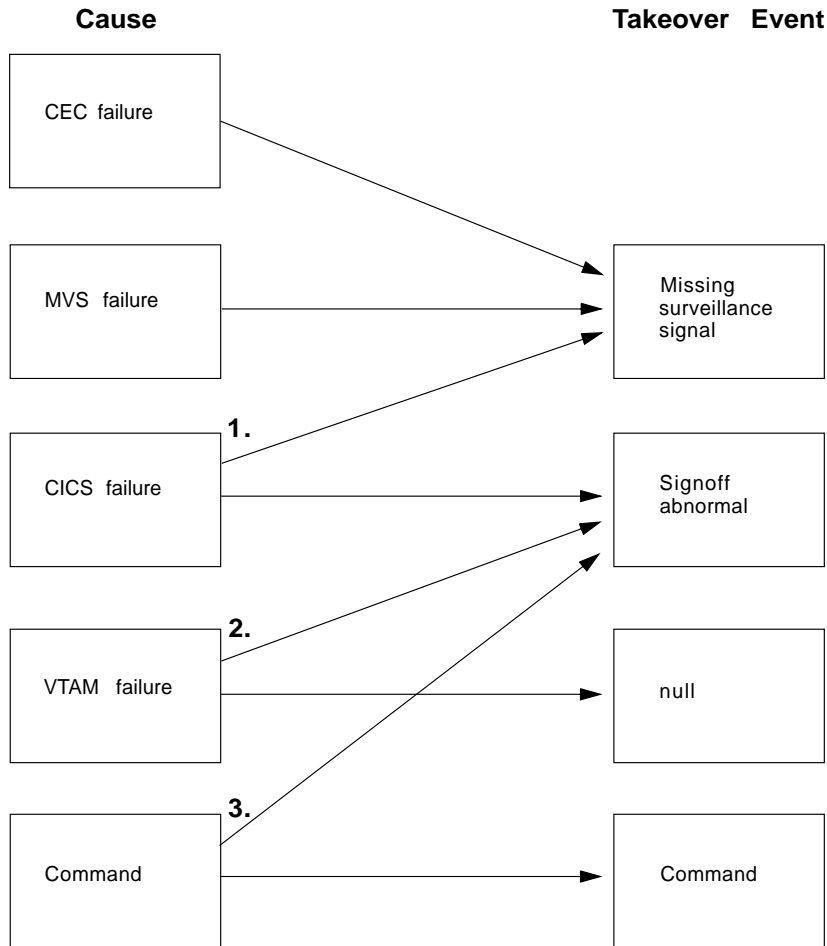 Cause
Takeover Event
CEC failure
MVS failure
Missing
surveillance
signal
1.
CICS failure
Signoff
abnormal
2.
VTAM failure
null
3.
Command
Command